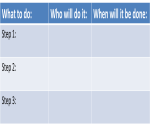 What to do: Who will do it: When will it be done:
Step 1:
Step 2:
Step 3: